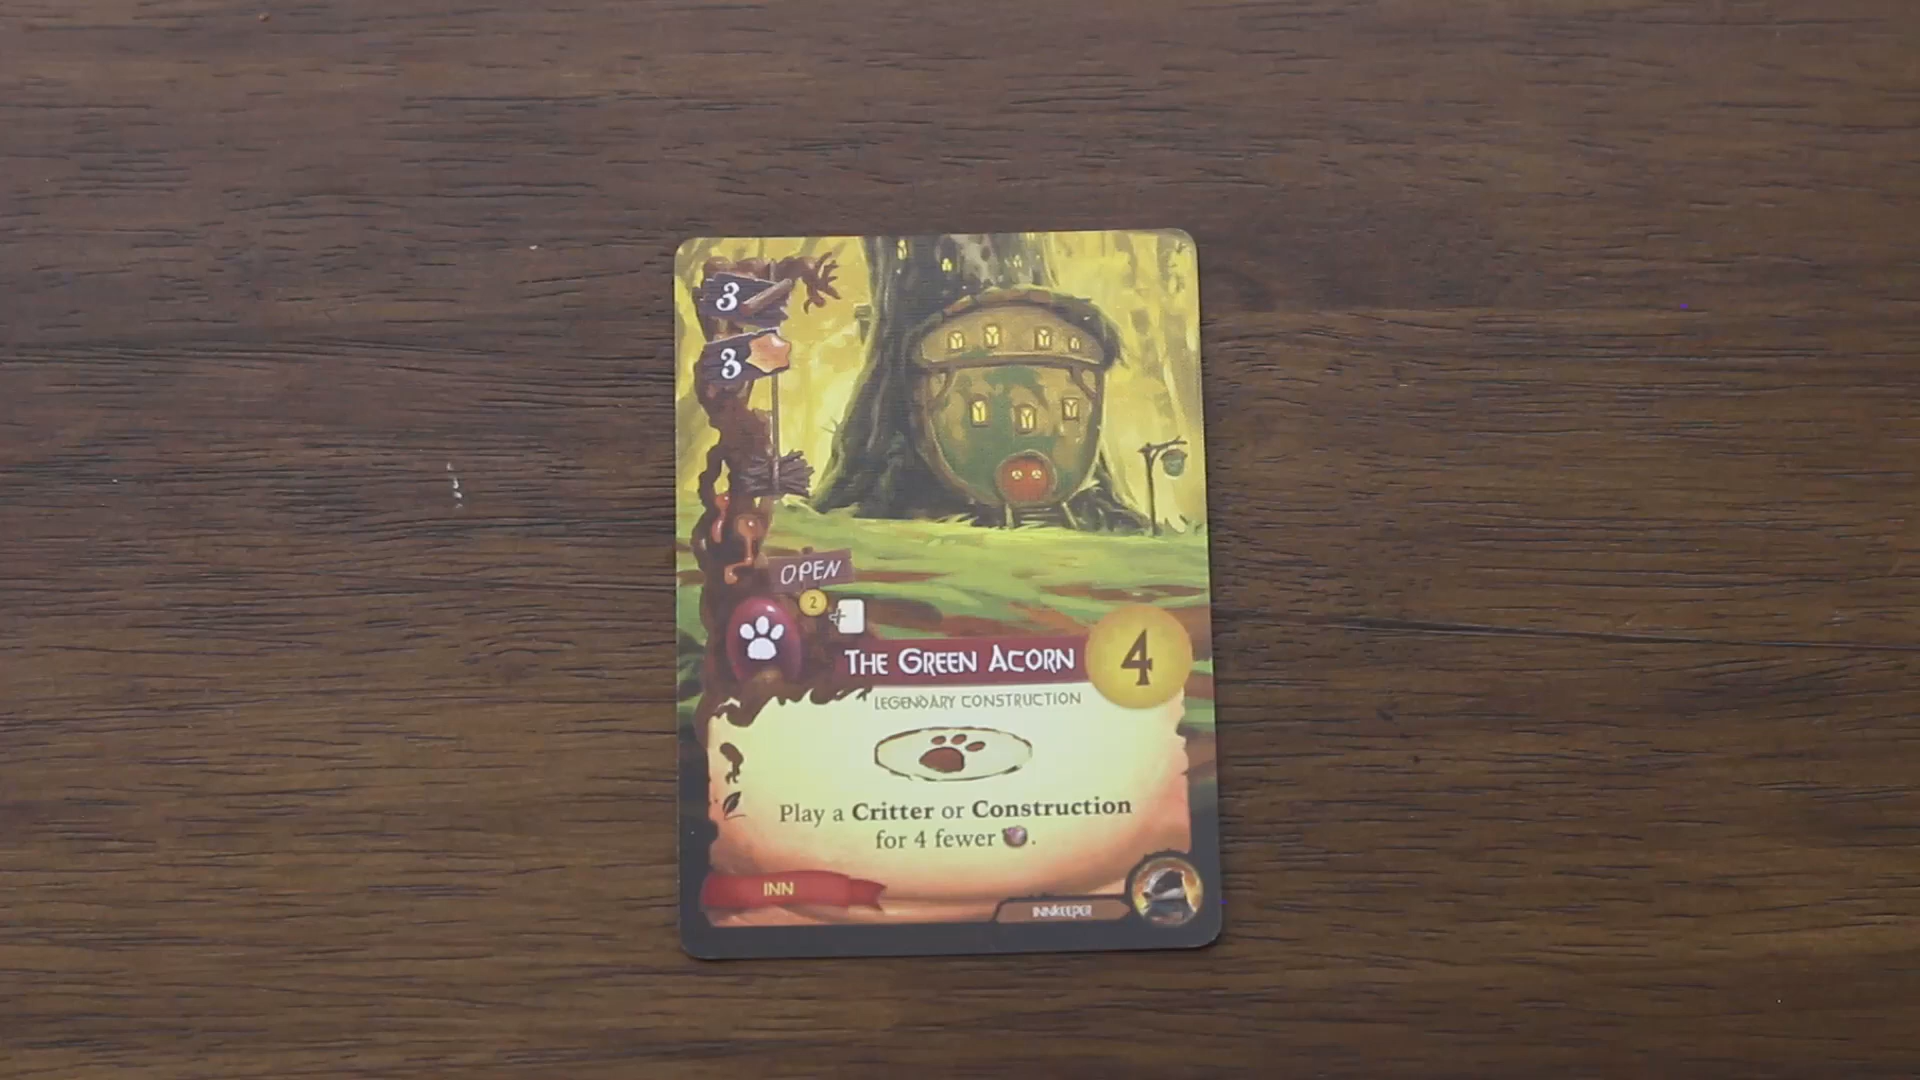 3
3
OPEN
2
+
THE GREEN ACORN
4
LEGENDARY CONSTRUCTION
Play a Critter or Construction
for 4 fewer .
INN
INNKEEPER